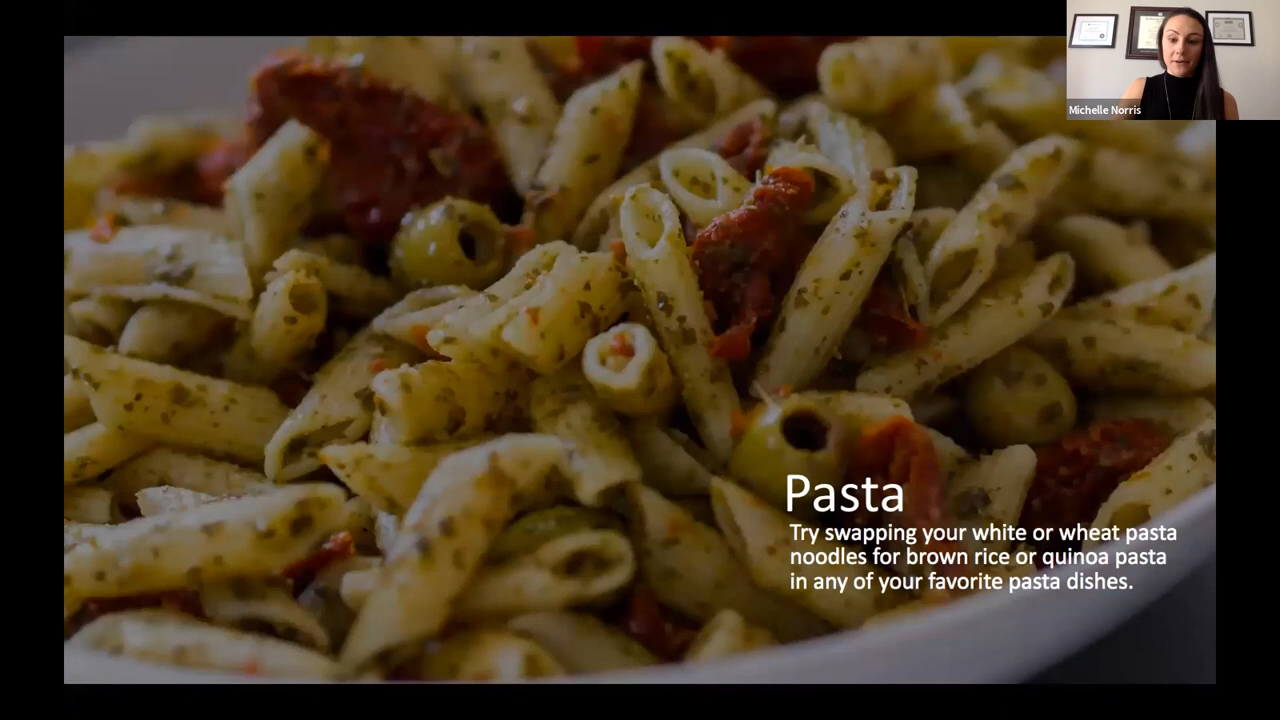 Michelle Norris
Pasta
Try swapping your white or wheat pasta
noodles for brown rice or quinoa pasta
in any of your favorite pasta dishes.